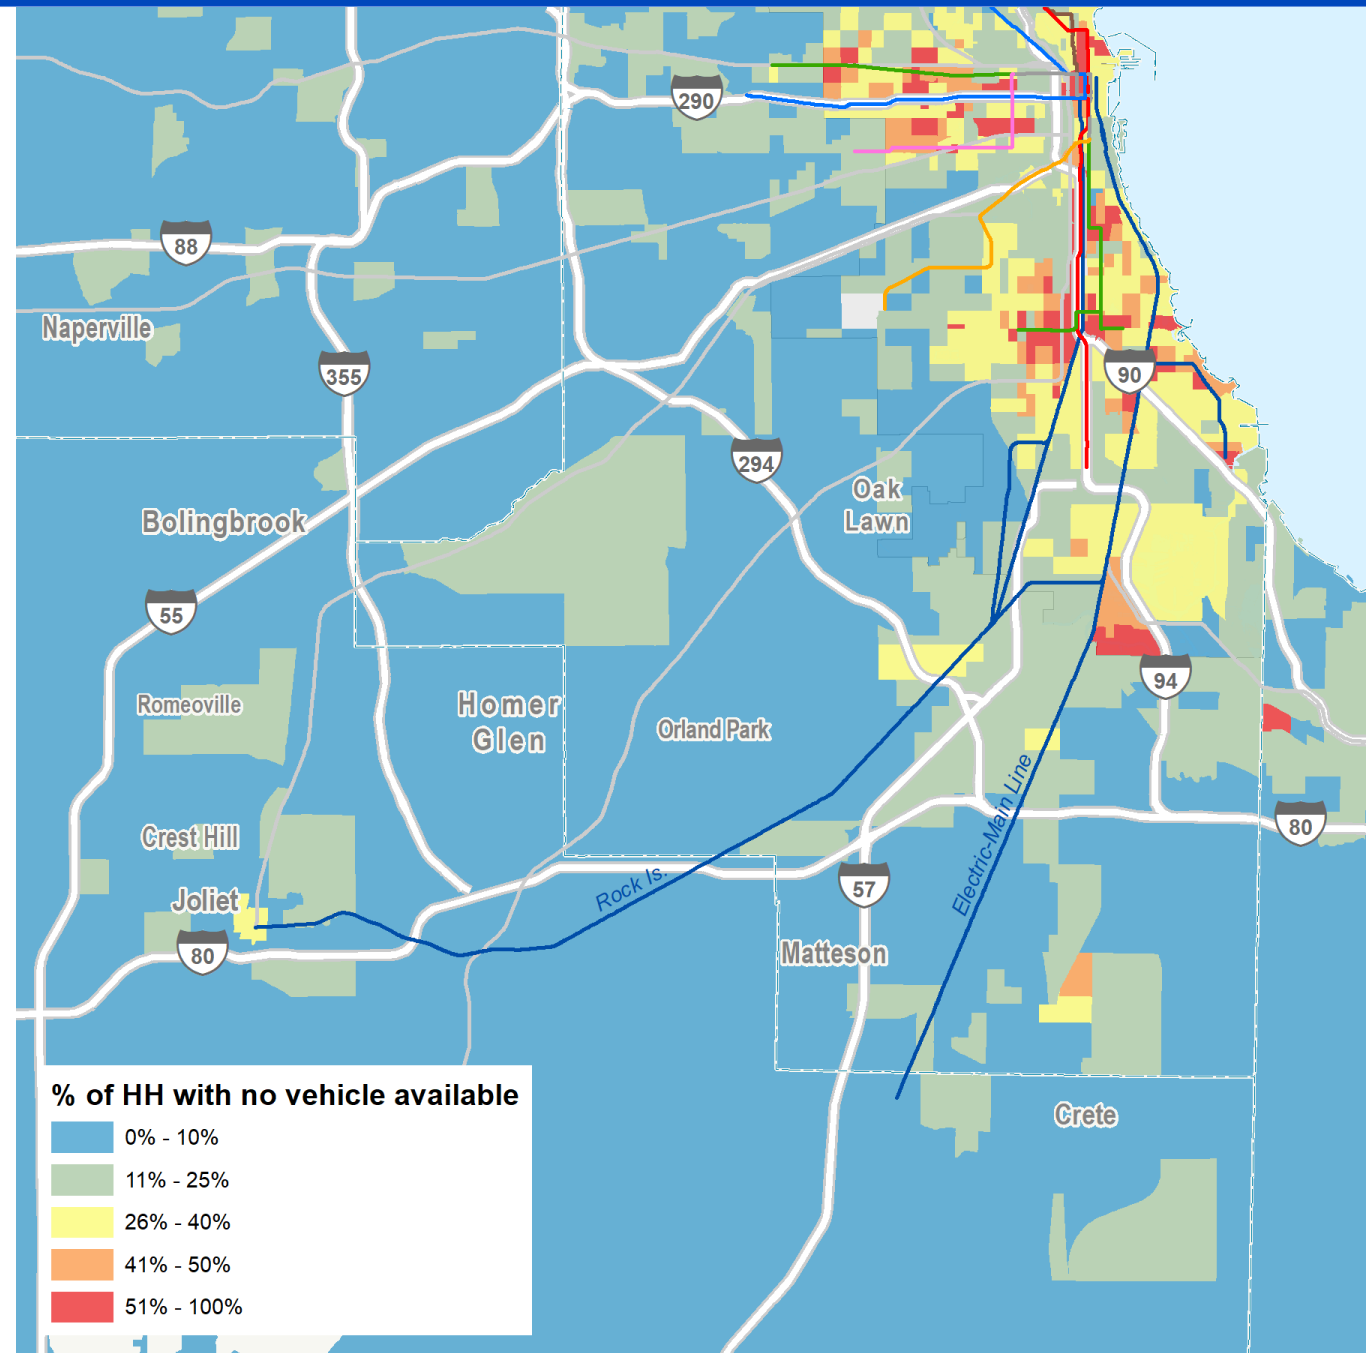 290
88
Naperville
355
90
294
Oak
Lawn
Bolingbrook
55
94
Romeoville
Homer
Glen
Orland Park
80
Crest Hill
Electric-Main Line
Rock Is.
57
Joliet
80
Matteson
Crete
% of HH with no vehicle available
0% - 10%
11% - 25%
26% - 40%
41% - 50%
51% - 100%